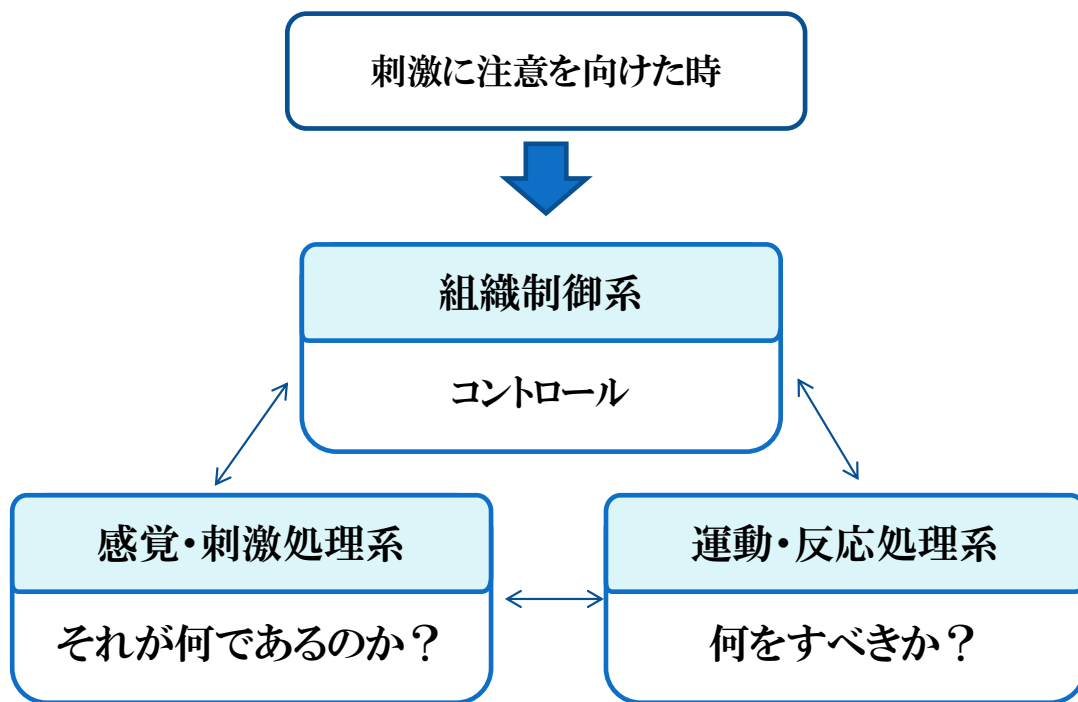 刺激に注意を向けた時
組織制御系
コントロール
感覚・刺激処理系
運動・反応処理系
それが何であるのか？
何をすべきか？